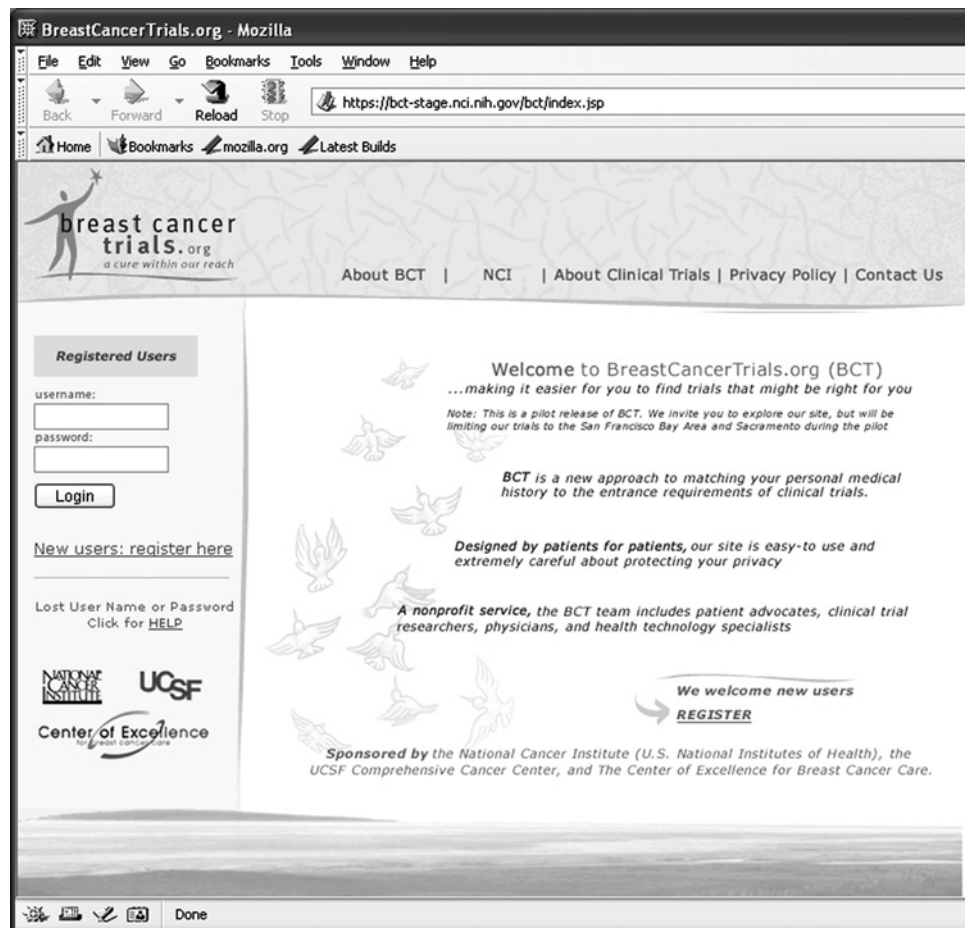 BreastCancerTrials.org - Mozilla
File Edit View Go Bookmarks Tools Window Help
Back Forward Reload Stop https://bct-stage.nci.nih.gov/bct/index.jsp
Home Bookmarks mozilla.org Latest Builds
breast cancer
trials.org
a cure within our reach
About BCT | NCI | About Clinical Trials | Privacy Policy | Contact Us
Registered Users
username:
password:
Login
New users: register here
Lost User Name or Password
Click for HELP
NATIONAL
CANCER
INSTITUTE
UCSF
Center of Excellence
for breast cancer care
Welcome to BreastCancerTrials.org (BCT)
...making it easier for you to find trials that might be right for you
Note: This is a pilot release of BCT. We invite you to explore our site, but will be
limiting our trials to the San Francisco Bay Area and Sacramento during the pilot
BCT is a new approach to matching your personal medical
history to the entrance requirements of clinical trials.
Designed by patients for patients, our site is easy-to use and
extremely careful about protecting your privacy
A nonprofit service, the BCT team includes patient advocates, clinical trial
researchers, physicians, and health technology specialists
We welcome new users
REGISTER
Sponsored by the National Cancer Institute (U.S. National Institutes of Health), the
UCSF Comprehensive Cancer Center, and The Center of Excellence for Breast Cancer Care.
Done